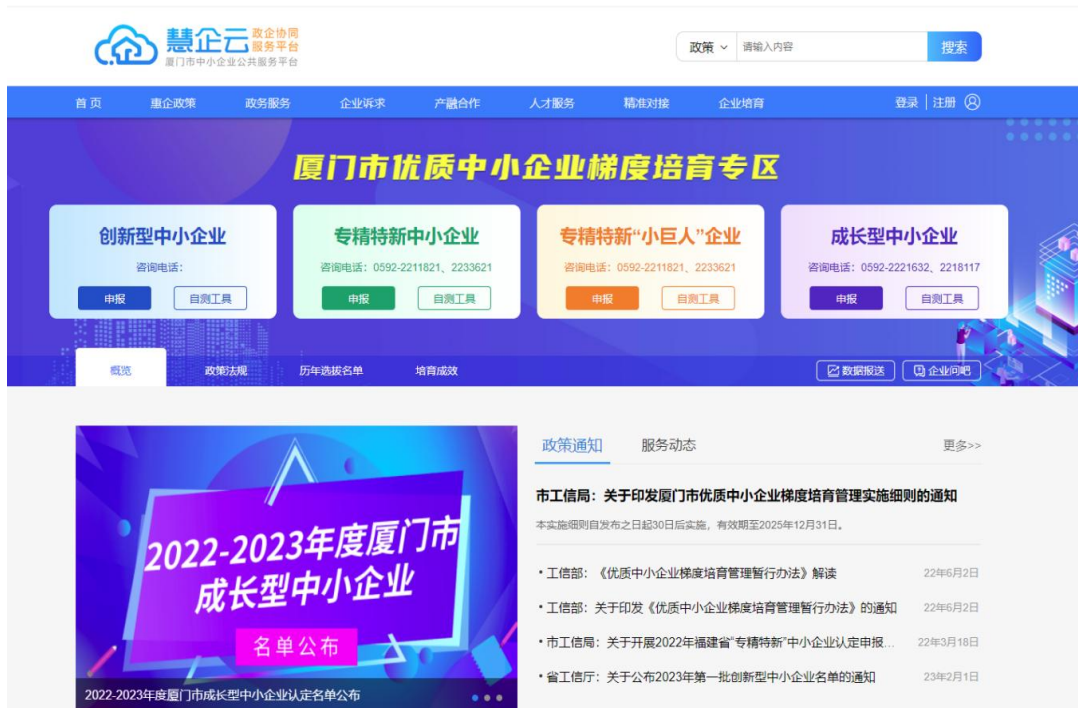 慧企云 政企协同
服务平台
厦门市中小企业公共服务平台
政策 请输入内容 搜索
首页 惠企政策 政务服务 企业诉求 产融合作 人才服务 精准对接 企业培育 登录 | 注册
厦门市优质中小企业梯度培育专区
创新型中小企业
咨询电话：
申报 自测工具
专精特新中小企业
咨询电话：0592-2211821、2233621
申报 自测工具
专精特新“小巨人”企业
咨询电话：0592-2211821、2233621
申报 自测工具
成长型中小企业
咨询电话：0592-2221632、2218117
申报 自测工具
概览 政策法规 历年选拔名单 培育成效 数据报送 企业问吧
2022-2023年度厦门市
成长型中小企业
名单公布
2022-2023年度厦门市成长型中小企业认定名单公布
政策通知 服务动态 更多>>
市工信局：关于印发厦门市优质中小企业梯度培育管理实施细则的通知
本实施细则自发布之日起30日后实施，有效期至2025年12月31日。
• 工信部：《优质中小企业梯度培育管理暂行办法》解读 22年6月2日
• 工信部：关于印发《优质中小企业梯度培育管理暂行办法》的通知 22年6月2日
• 市工信局：关于开展2022年福建省“专精特新”中小企业认定申报... 22年3月18日
• 省工信厅：关于公布2023年第一批创新型中小企业名单的通知 23年2月1日